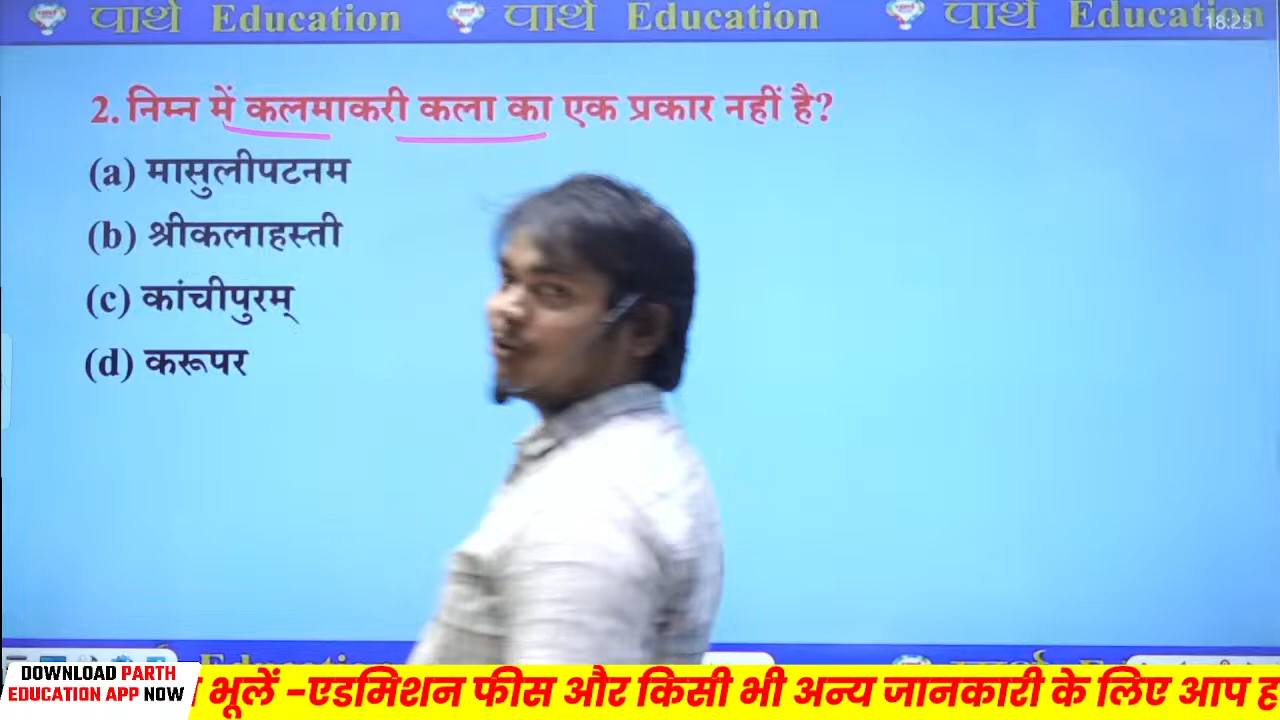 पार्थ Education पार्थ Education पार्थ Education
18:25
2. निम्न में कलमाकरी कला का एक प्रकार नहीं है?
(a) मासुलीपटनम
(b) श्रीकलाहस्ती
(c) कांचीपुरम्
(d) करूपर
DOWNLOAD PARTH
EDUCATION APP NOW
भूलें -एडमिशन फीस और किसी भी अन्य जानकारी के लिए आप ह